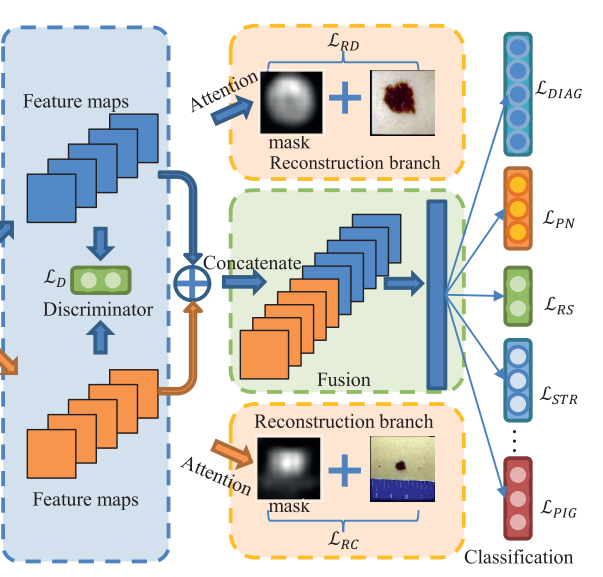 Feature maps
ℒ_D
Discriminator
Feature maps
Attention
ℒ_RD
mask
Reconstruction branch
Concatenate
Fusion
Reconstruction branch
Attention
mask
ℒ_RC
ℒ_DIAG
ℒ_PN
ℒ_RS
ℒ_STR
⋮
ℒ_PIG
Classification